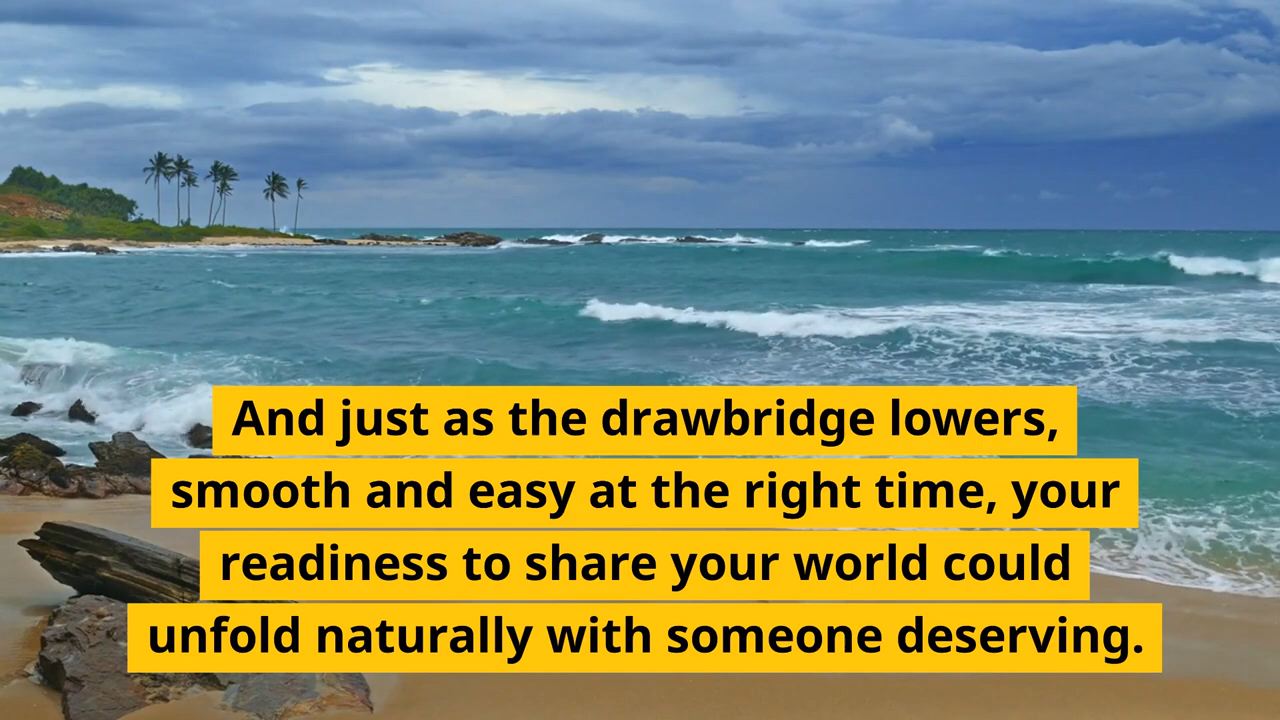 And just as the drawbridge lowers,
smooth and easy at the right time, your
readiness to share your world could
unfold naturally with someone deserving.